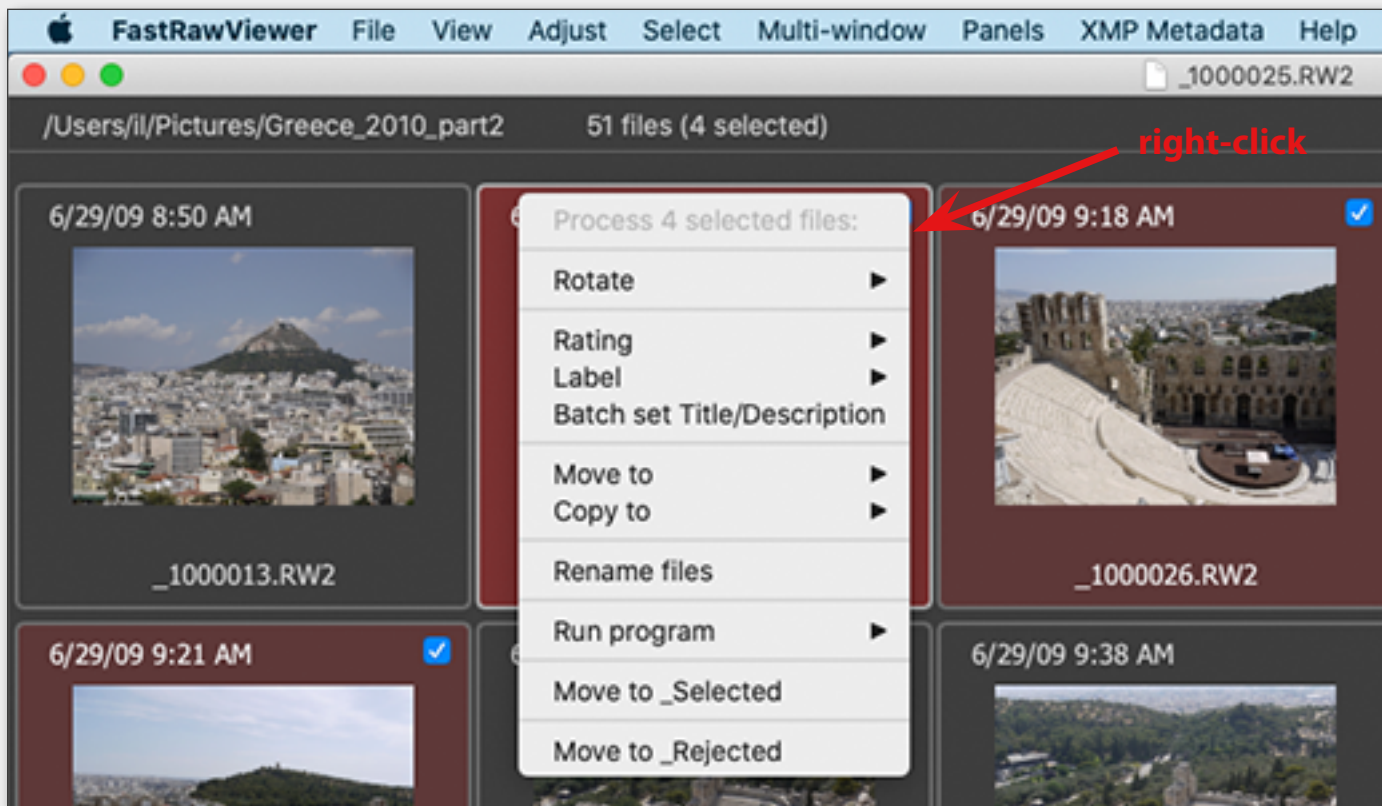 FastRawViewer File View Adjust Select Multi-window Panels XMP Metadata Help
_1000025.RW2
/Users/il/Pictures/Greece_2010_part2 51 files (4 selected)
right-click
6/29/09 8:50 AM
6/29/09 9:18 AM
Process 4 selected files:
Rotate
Rating
Label
Batch set Title/Description
Move to
Copy to
Rename files
Run program
Move to _Selected
Move to _Rejected
_1000013.RW2
_1000026.RW2
6/29/09 9:21 AM
6/29/09 9:38 AM